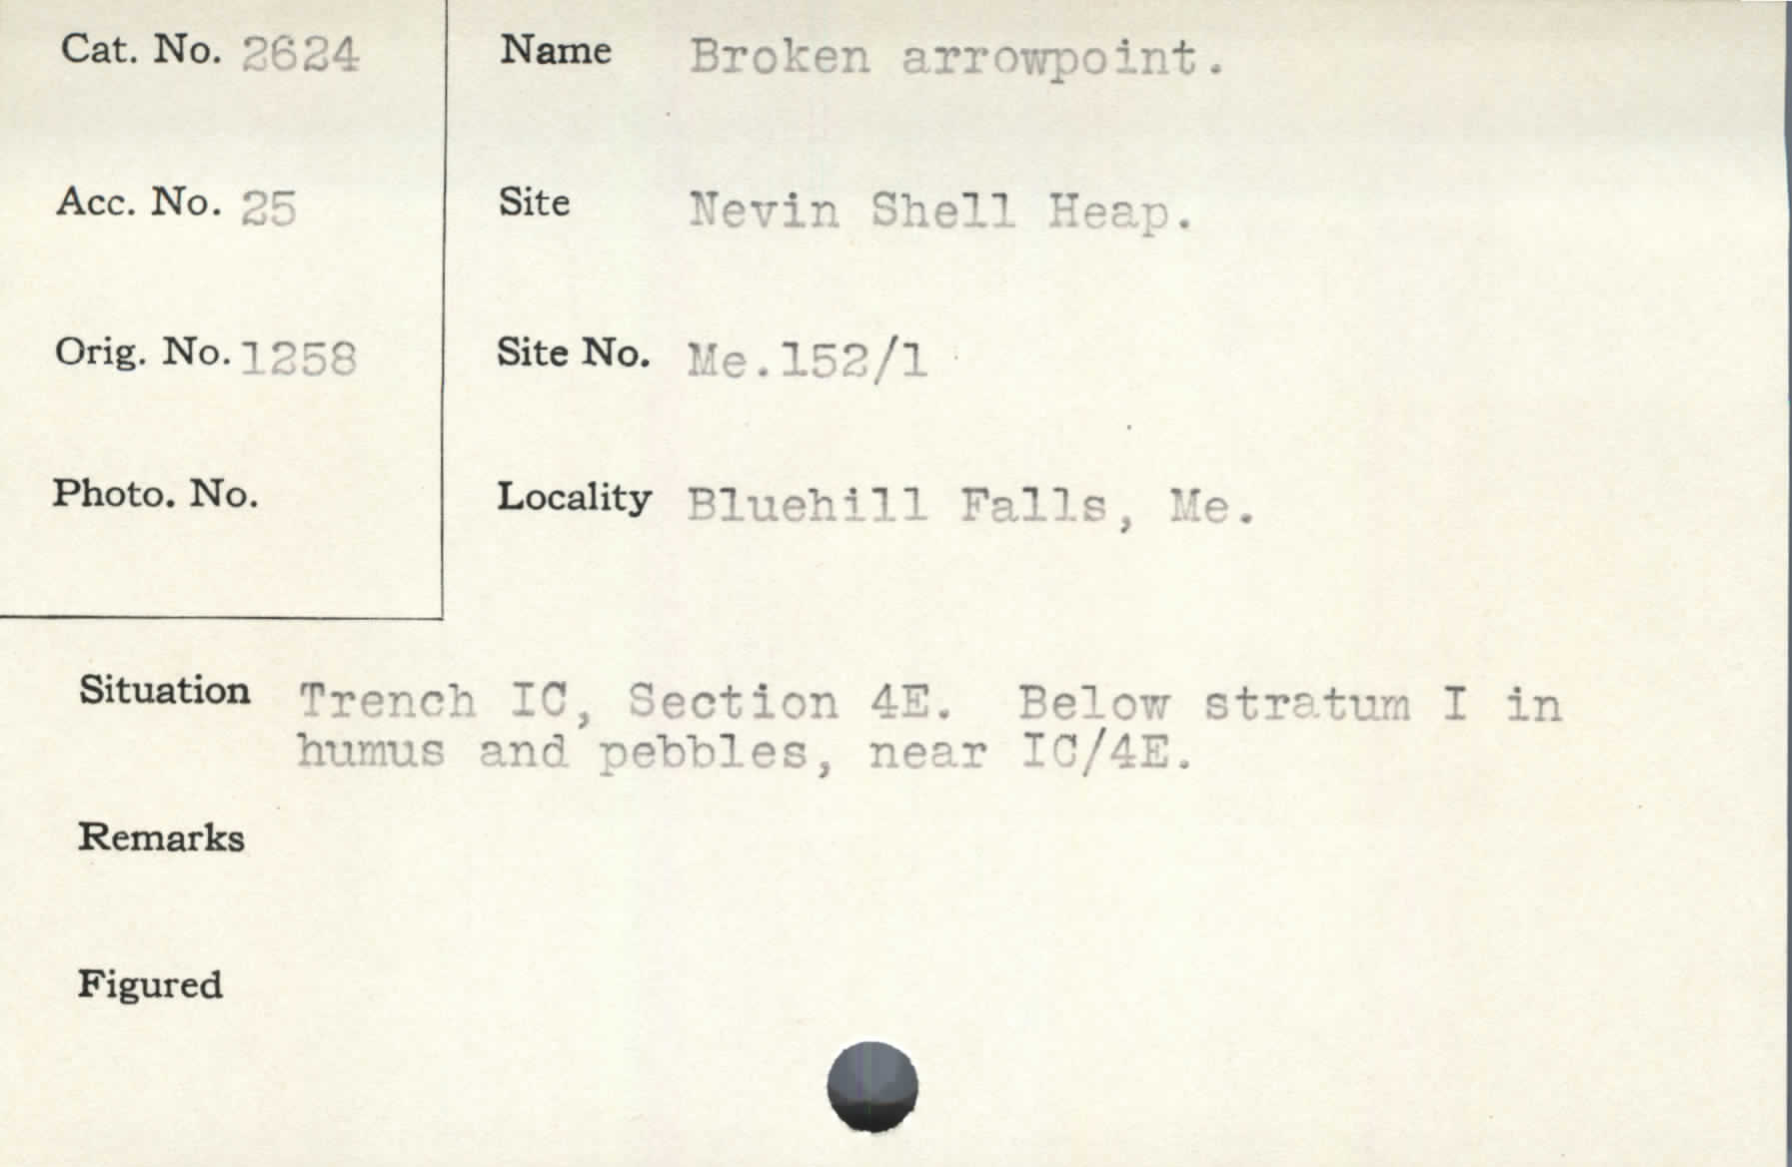 Cat. No. 2624
Name Broken arrowpoint.
Acc. No. 25
Site Nevin Shell Heap.
Orig. No. 1258
Site No. Me.152/1
Photo. No.
Locality Bluehill Falls, Me.
Situation Trench IC, Section 4E. Below stratum I in
humus and pebbles, near IC/4E.
Remarks
Figured